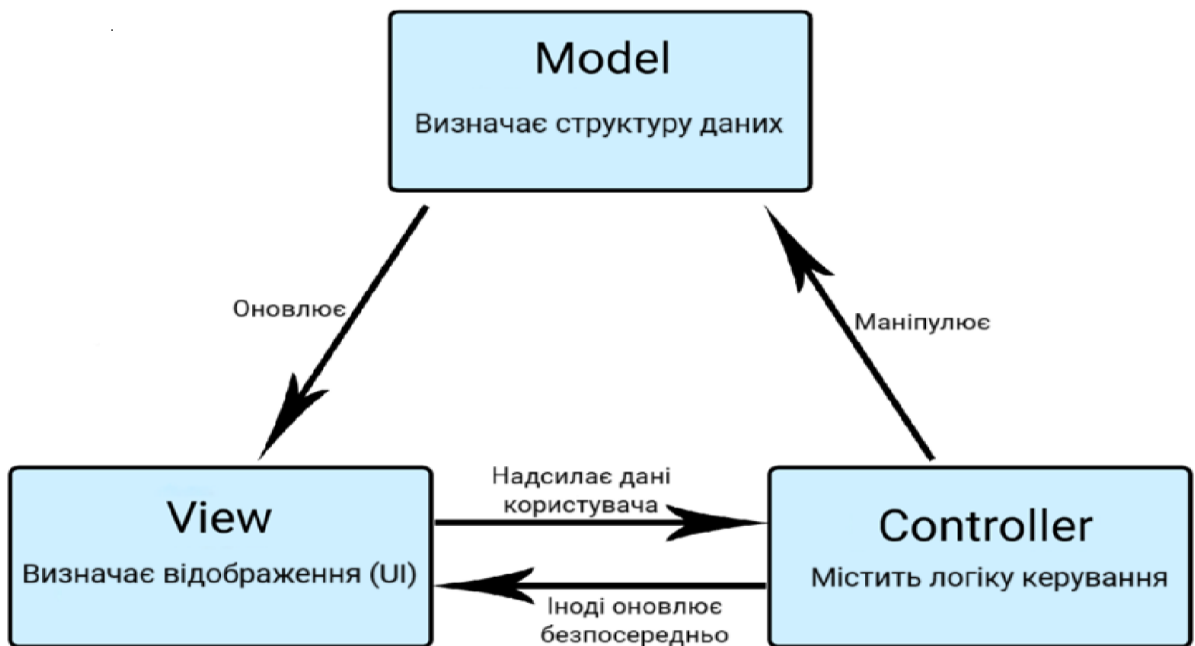 Model
Визначає структуру даних
Оновлює
Маніпулює
Надсилає дані
користувача
View
Визначає відображення (UI)
Controller
Містить логіку керування
Іноді оновлює
безпосередньо